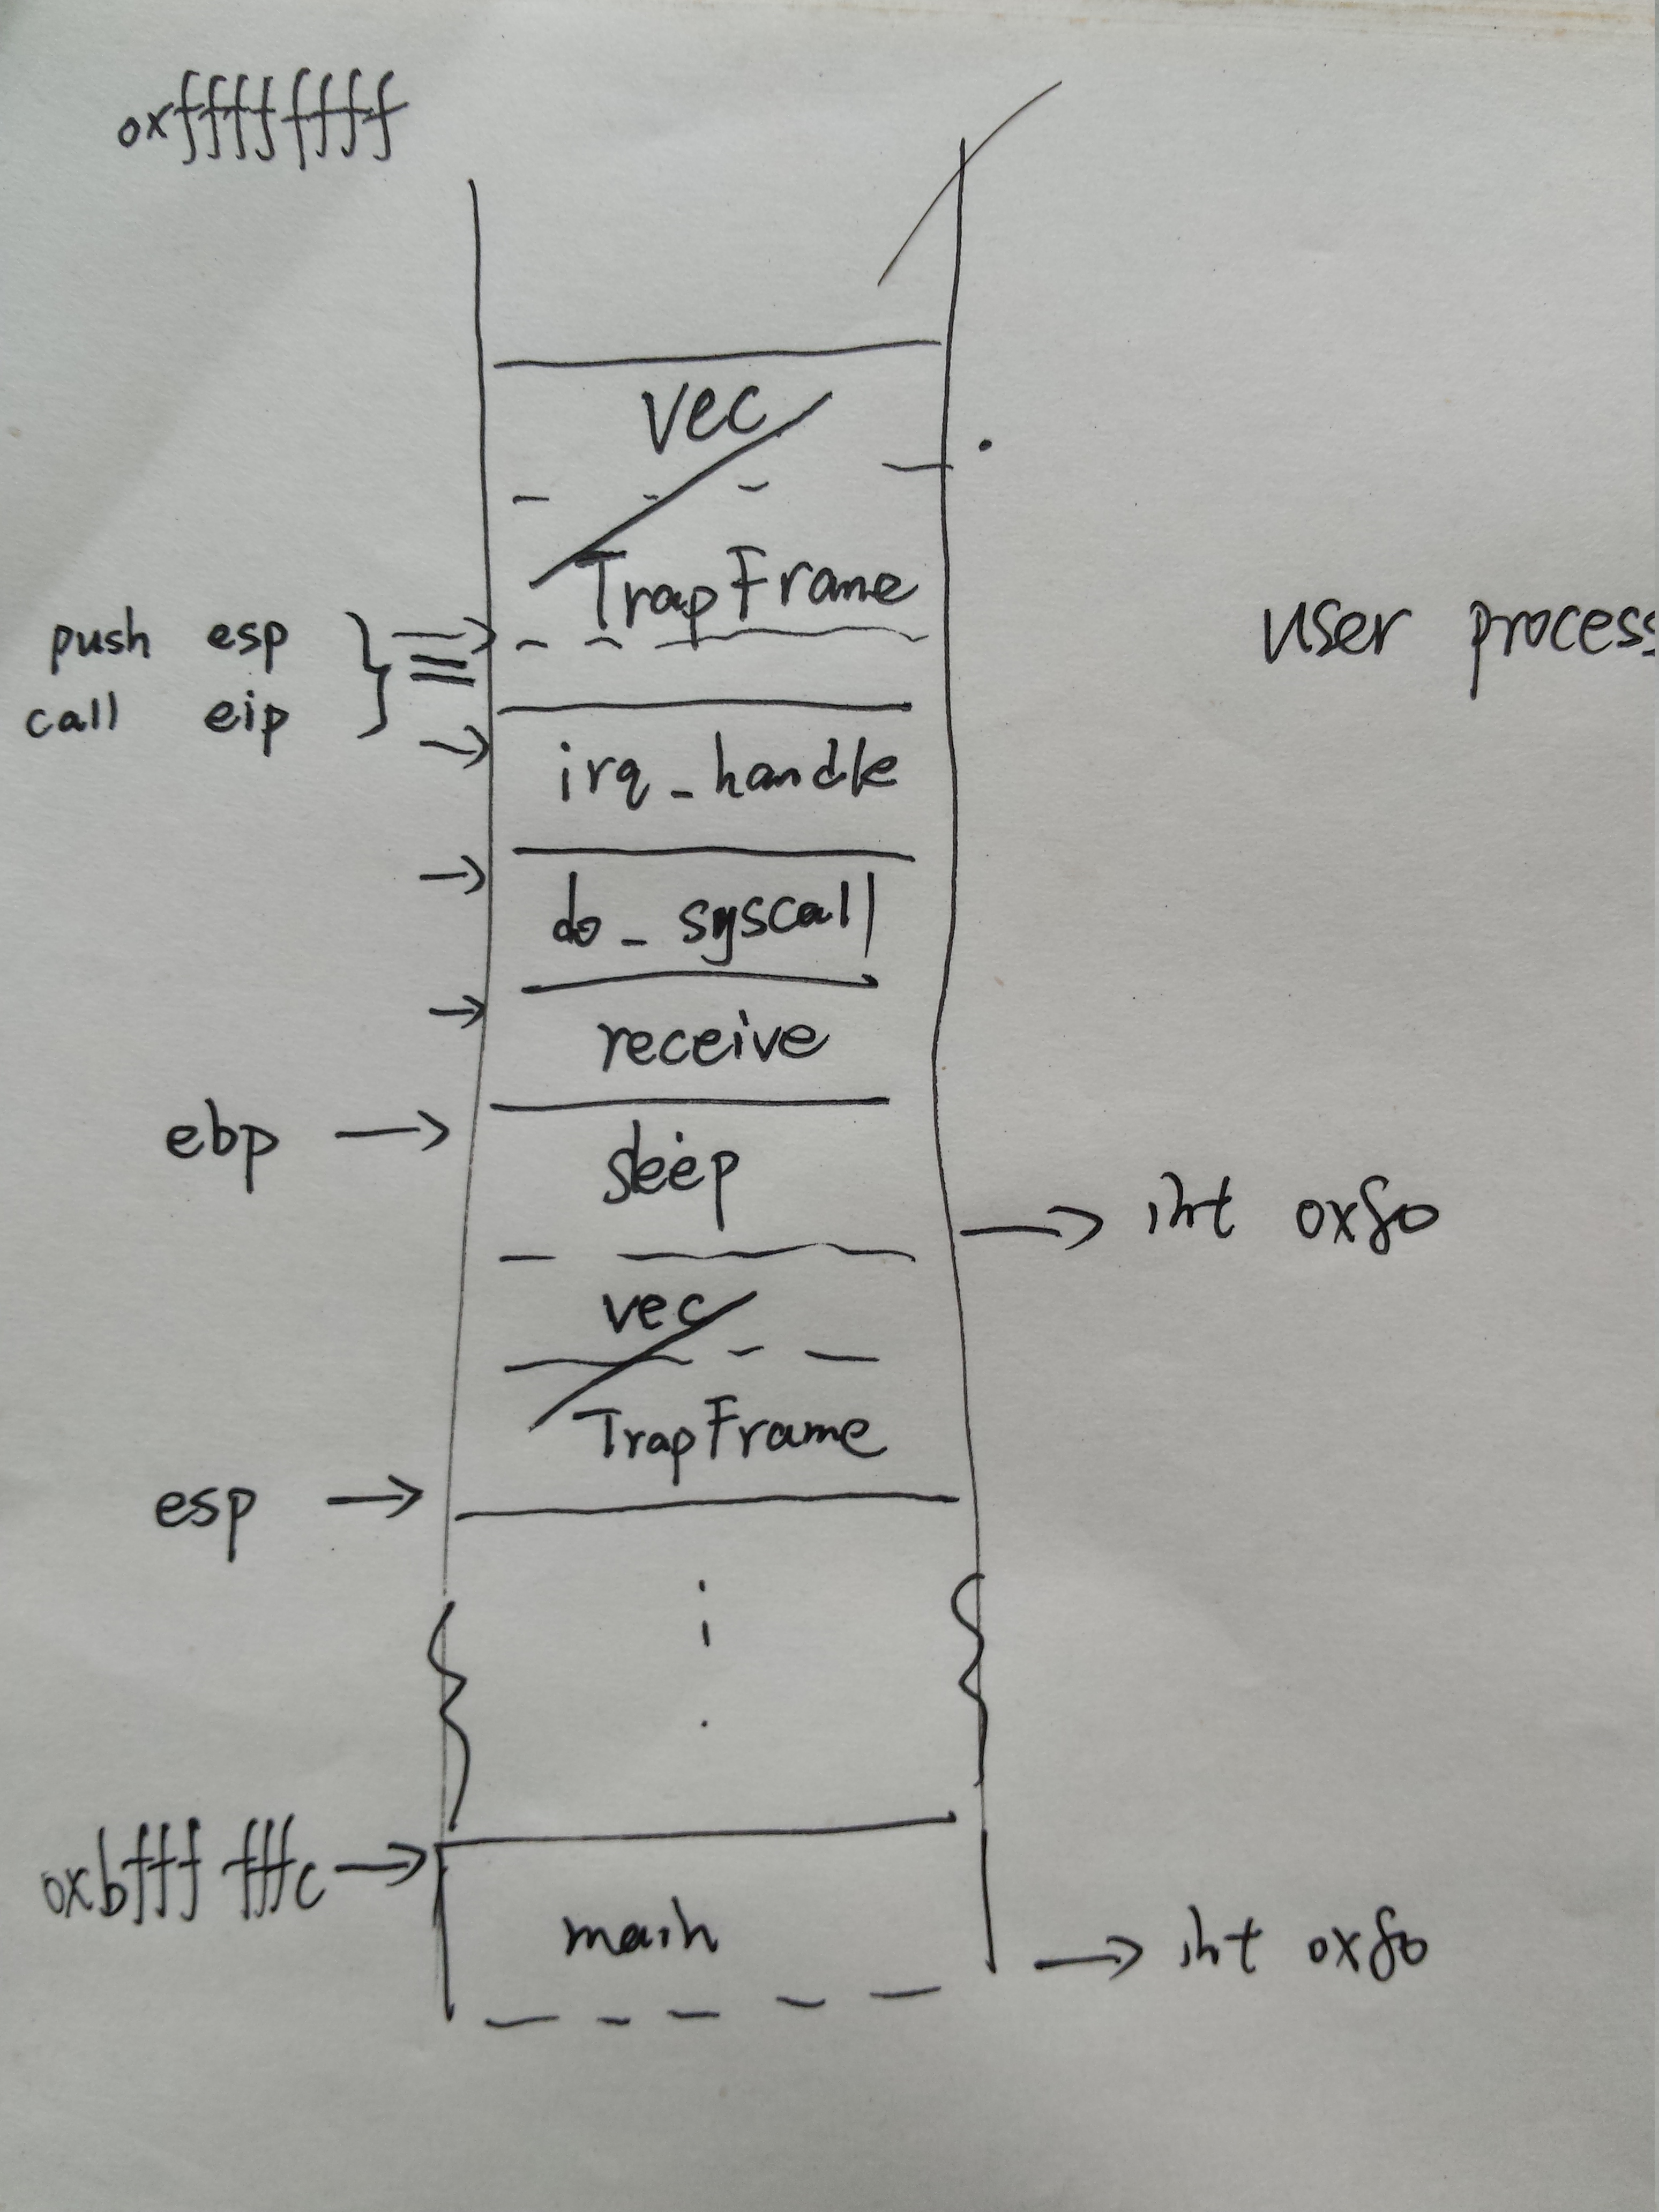 0xffffffff
vec
TrapFrame
push esp
call eip
user process
irq_handle
do_syscall
receive
ebp
sleep
int 0x80
vec
TrapFrame
esp
0xbffffffc
main
int 0x80